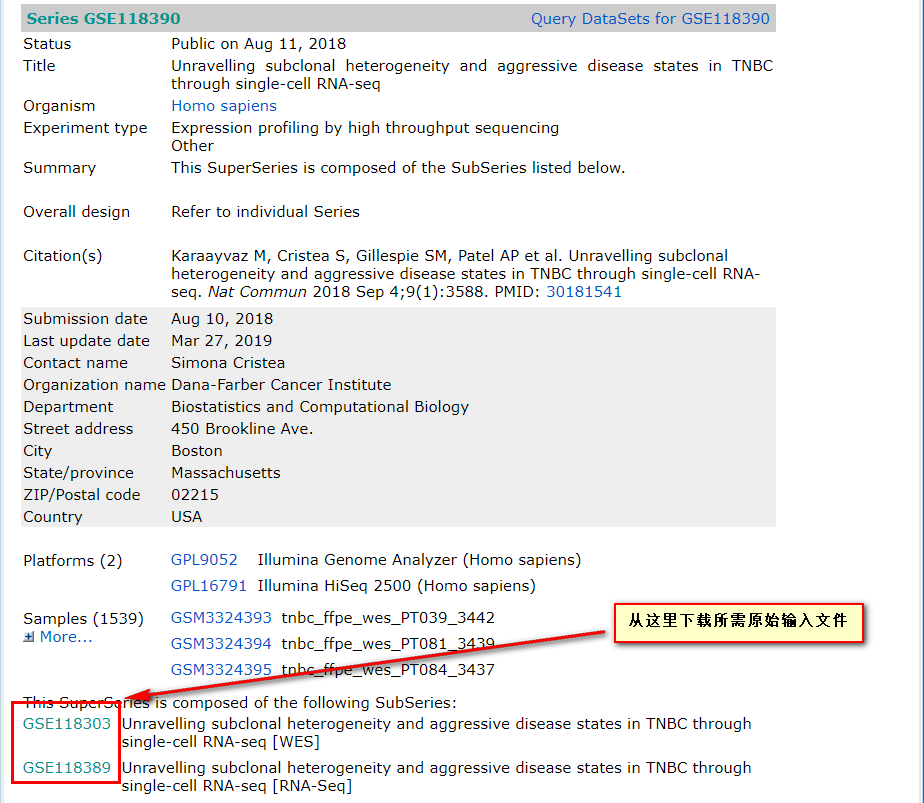 Series GSE118390 Query DataSets for GSE118390
Status Public on Aug 11, 2018
Title Unravelling subclonal heterogeneity and aggressive disease states in TNBC
through single-cell RNA-seq
Organism Homo sapiens
Experiment type Expression profiling by high throughput sequencing
Other
Summary This SuperSeries is composed of the SubSeries listed below.
Overall design Refer to individual Series
Citation(s) Karaayvaz M, Cristea S, Gillespie SM, Patel AP et al. Unravelling subclonal
heterogeneity and aggressive disease states in TNBC through single-cell RNA-
seq. Nat Commun 2018 Sep 4;9(1):3588. PMID: 30181541
Submission date Aug 10, 2018
Last update date Mar 27, 2019
Contact name Simona Cristea
Organization name Dana-Farber Cancer Institute
Department Biostatistics and Computational Biology
Street address 450 Brookline Ave.
City Boston
State/province Massachusetts
ZIP/Postal code 02215
Country USA
Platforms (2) GPL9052 Illumina Genome Analyzer (Homo sapiens)
GPL16791 Illumina HiSeq 2500 (Homo sapiens)
Samples (1539) GSM3324393 tnbc_ffpe_wes_PT039_3442
More... GSM3324394 tnbc_ffpe_wes_PT081_3439
GSM3324395 tnbc_ffpe_wes_PT084_3437
从这里下载所需原始输入文件
This SuperSeries is composed of the following SubSeries:
GSE118303 Unravelling subclonal heterogeneity and aggressive disease states in TNBC through
single-cell RNA-seq [WES]
GSE118389 Unravelling subclonal heterogeneity and aggressive disease states in TNBC through
single-cell RNA-seq [RNA-Seq]